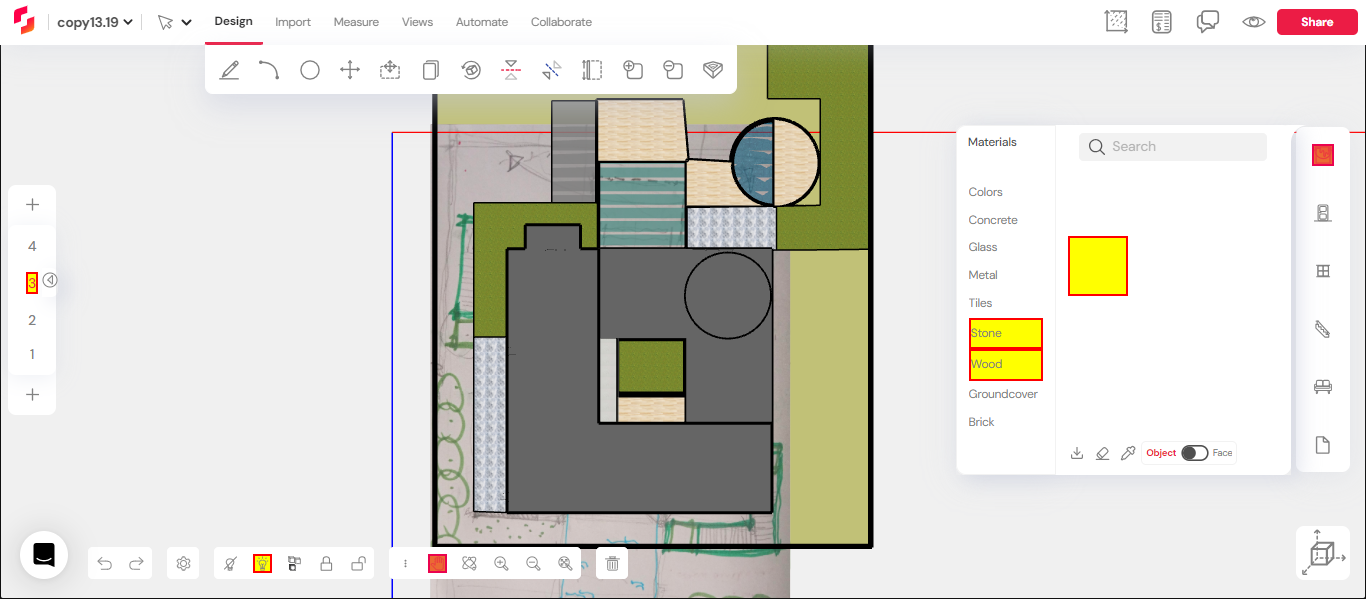 copy13.19
Design
Import
Measure
Views
Automate
Collaborate
Share
4
3
2
1
Materials
Search
Colors
Concrete
Glass
Metal
Tiles
Stone
Wood
Groundcover
Brick
Object
Face